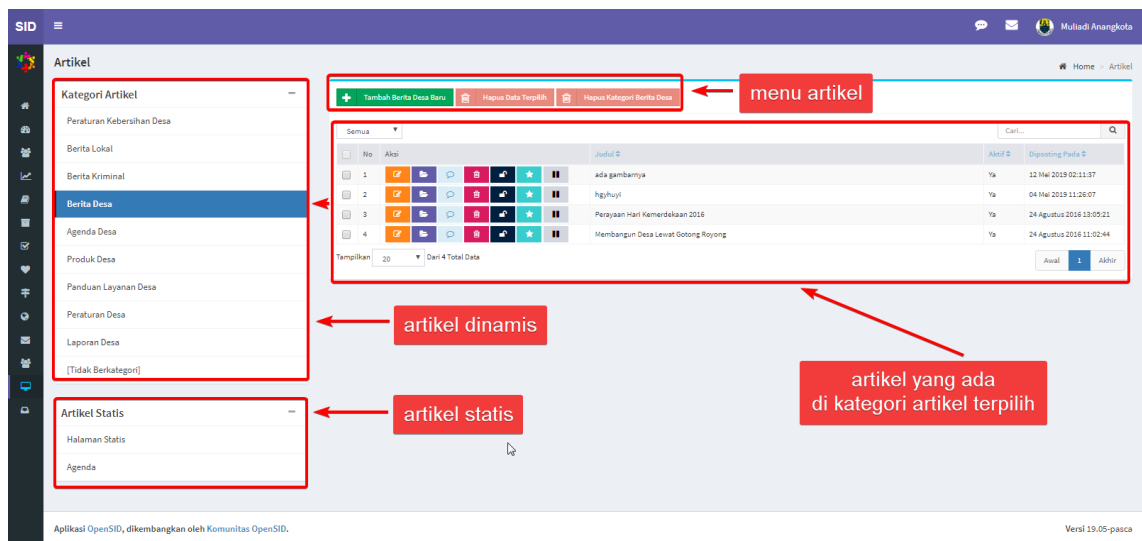 SID
Muliadi Anangkota
Artikel
Home > Artikel
Kategori Artikel
Peraturan Kebersihan Desa
Berita Lokal
Berita Kriminal
Berita Desa
Agenda Desa
Produk Desa
Panduan Layanan Desa
Peraturan Desa
Laporan Desa
[Tidak Berkategori]
Artikel Statis
Halaman Statis
Agenda
Tambah Berita Desa Baru Hapus Data Terpilih Hapus Kategori Berita Desa
menu artikel
Semua Cari...
No Aksi Judul Aktif Diposting Pada
1 ada gambarnya Ya 12 Mei 2019 02:11:37
2 hgyhuyi Ya 04 Mei 2019 11:26:07
3 Perayaan Hari Kemerdekaan 2016 Ya 24 Agustus 2016 13:05:21
4 Membangun Desa Lewat Gotong Royong Ya 24 Agustus 2016 11:02:44
Tampilkan 20 Dari 4 Total Data Awal 1 Akhir
artikel dinamis
artikel yang ada
di kategori artikel terpilih
artikel statis
Aplikasi OpenSID, dikembangkan oleh Komunitas OpenSID. Versi 19.05-pasca